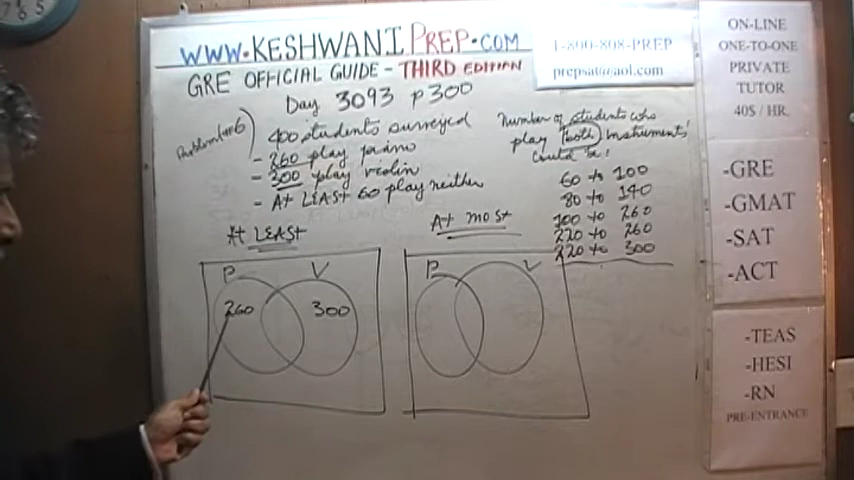 WWW.KESHWANIPREP.COM
1-800-808-PREP
prepsat@aol.com
GRE OFFICIAL GUIDE - THIRD EDITION
Day 3093 p300
Problem #6
400 students surveyed
- 260 play piano
- 300 play violin
- At LEAST 60 play neither
Number of students who
play both instruments
could be:
60 to 100
80 to 140
100 to 260
220 to 260
220 to 300
At LEAST
At most
P V
260 300
P V
ON-LINE
ONE-TO-ONE
PRIVATE
TUTOR
40$ / HR.
-GRE
-GMAT
-SAT
-ACT
-TEAS
-HESI
-RN
PRE-ENTRANCE
7 6 5